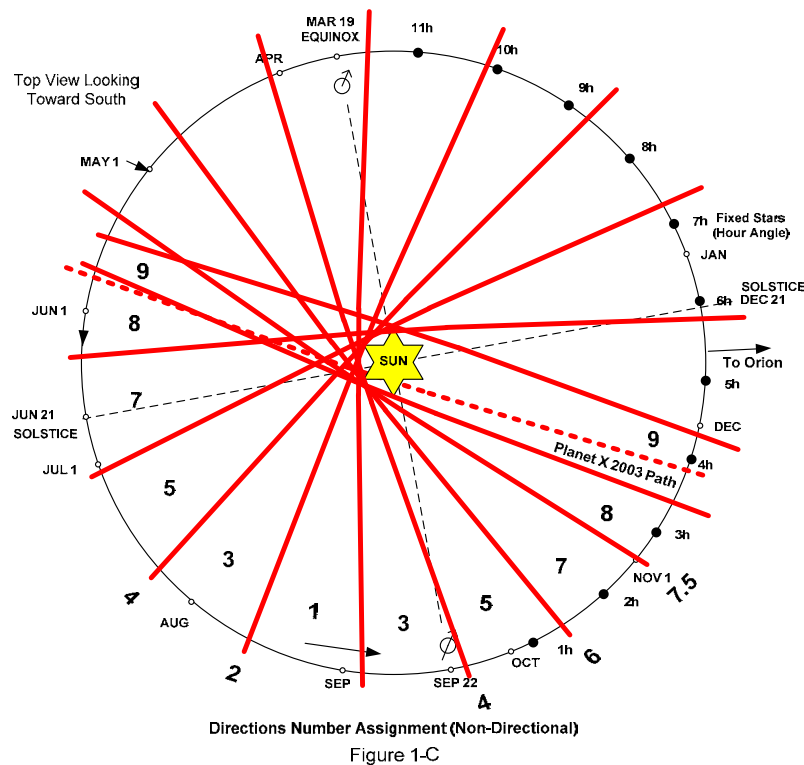 MAR 19
EQUINOX
11h
10h
APR
9h
Top View Looking
Toward South
8h
MAY 1
7h
Fixed Stars
(Hour Angle)
JAN
9
SOLSTICE
DEC 21
6h
JUN 1
8
SUN
To Orion
5h
7
JUN 21
SOLSTICE
DEC
9
Planet X 2003 Path
4h
JUL 1
5
8
3h
3
7
NOV 1
7.5
4
2h
AUG
1
3
5
1h
6
OCT
2
SEP
SEP 22
4
Directions Number Assignment (Non-Directional)
Figure 1-C